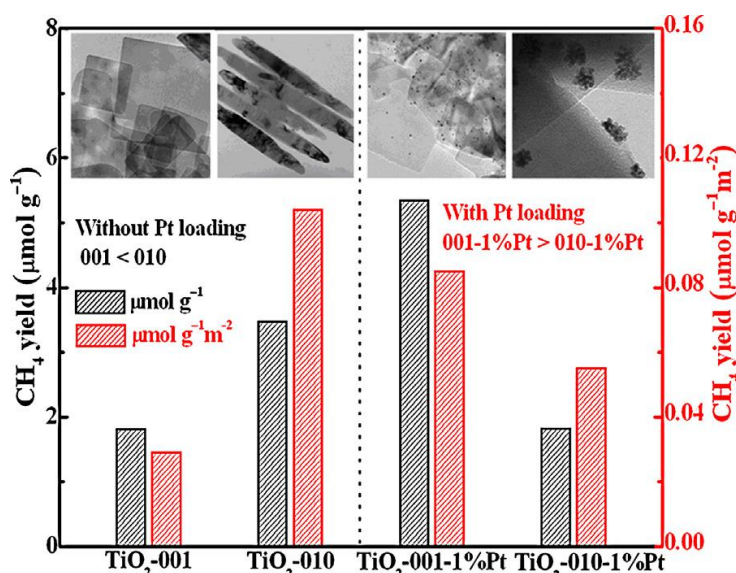 8
6
4
2
0
CH₄ yield (μmol g⁻¹)
0.16
0.12
0.08
0.04
0.00
CH₄ yield (μmol g⁻¹m⁻²)
Without Pt loading
001 < 010
μmol g⁻¹
μmol g⁻¹m⁻²
With Pt loading
001-1%Pt > 010-1%Pt
TiO₂-001 TiO₂-010 TiO₂-001-1%Pt TiO₂-010-1%Pt